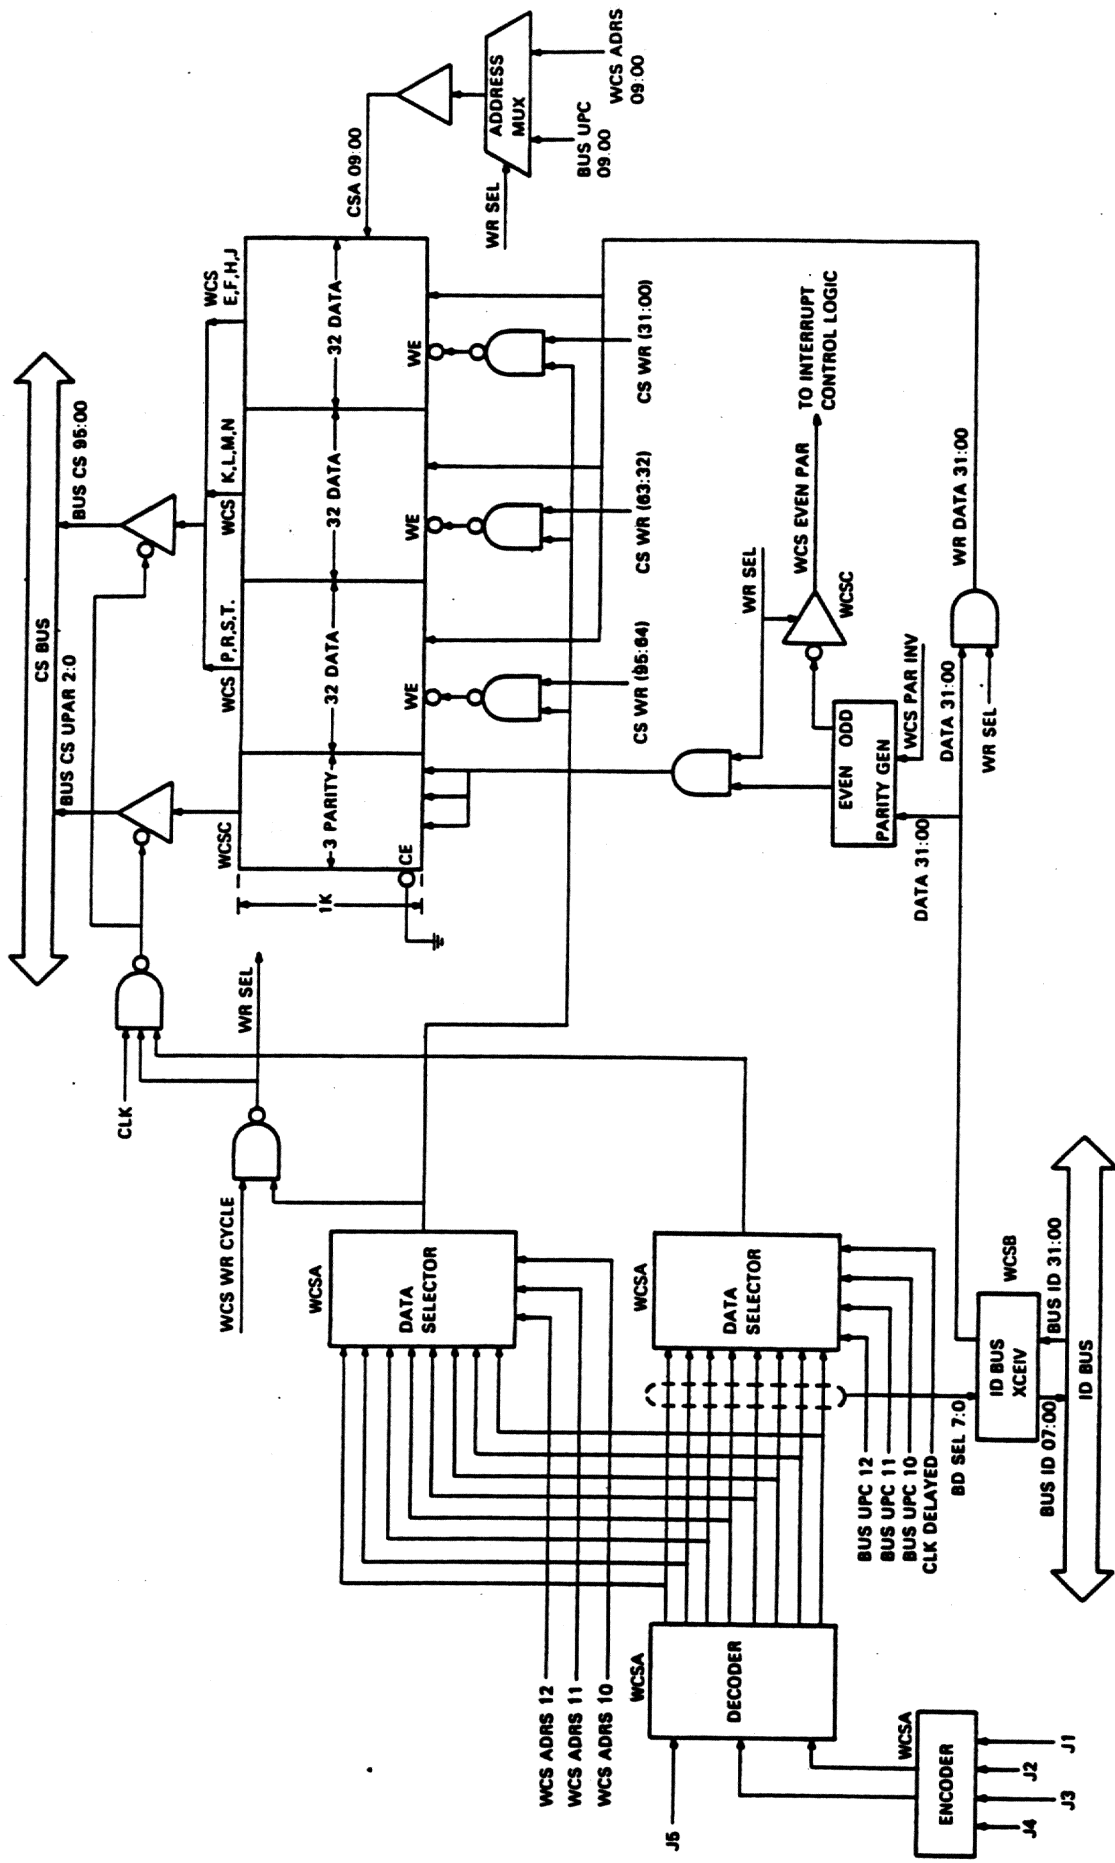 CS BUS
BUS CS UPAR 2:0
BUS CS 95:00
CLK
WR SEL
WCSC
WCS
P,R,S,T.
WCS
K,L,M,N
WCS
E,F,H,J
1K
3 PARITY
32 DATA
32 DATA
32 DATA
CE
WE
WE
WE
CSA 09:00
WR SEL
ADDRESS
MUX
BUS UPC
09.00
WCS ADRS
09:00
WCS WR CYCLE
WCSA
DATA
SELECTOR
CS WR (95:64)
CS WR (63:32)
CS WR (31:00)
WCS ADRS 12
WCS ADRS 11
WCS ADRS 10
WCSA
DECODER
J5
WCSA
DATA
SELECTOR
WR SEL
WCS EVEN PAR
TO INTERRUPT
CONTROL LOGIC
WCSC
EVEN ODD
PARITY GEN
WCS PAR INV
DATA 31:00
DATA 31:00
WR SEL
WR DATA 31:00
BUS UPC 12
BUS UPC 11
BUS UPC 10
CLK DELAYED
BD SEL 7:0
WCSB
ID BUS
XCEIV
BUS ID 07:00
BUS ID 31:00
ID BUS
WCSA
ENCODER
J4
J3
J2
J1